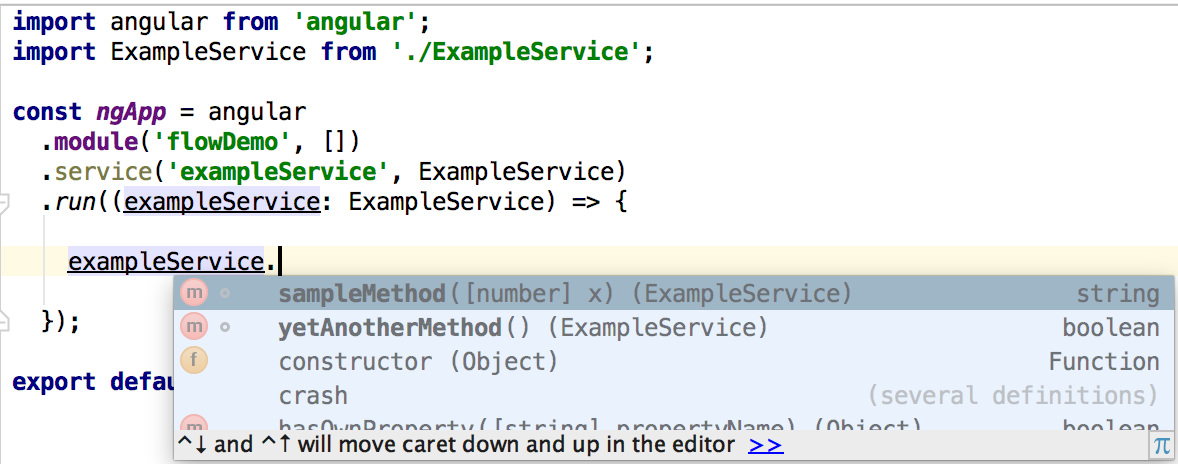 import angular from 'angular';
import ExampleService from './ExampleService';
const ngApp = angular
.module('flowDemo', [])
.service('exampleService', ExampleService)
.run((exampleService: ExampleService) => {
exampleService.
m sampleMethod([number] x) (ExampleService) string
m yetAnotherMethod() (ExampleService) boolean
f constructor (Object) Function
crash (several definitions)
m hasOwnProperty([string] propertyName) (Object) boolean
^↓ and ^↑ will move caret down and up in the editor >> π
});
export defau